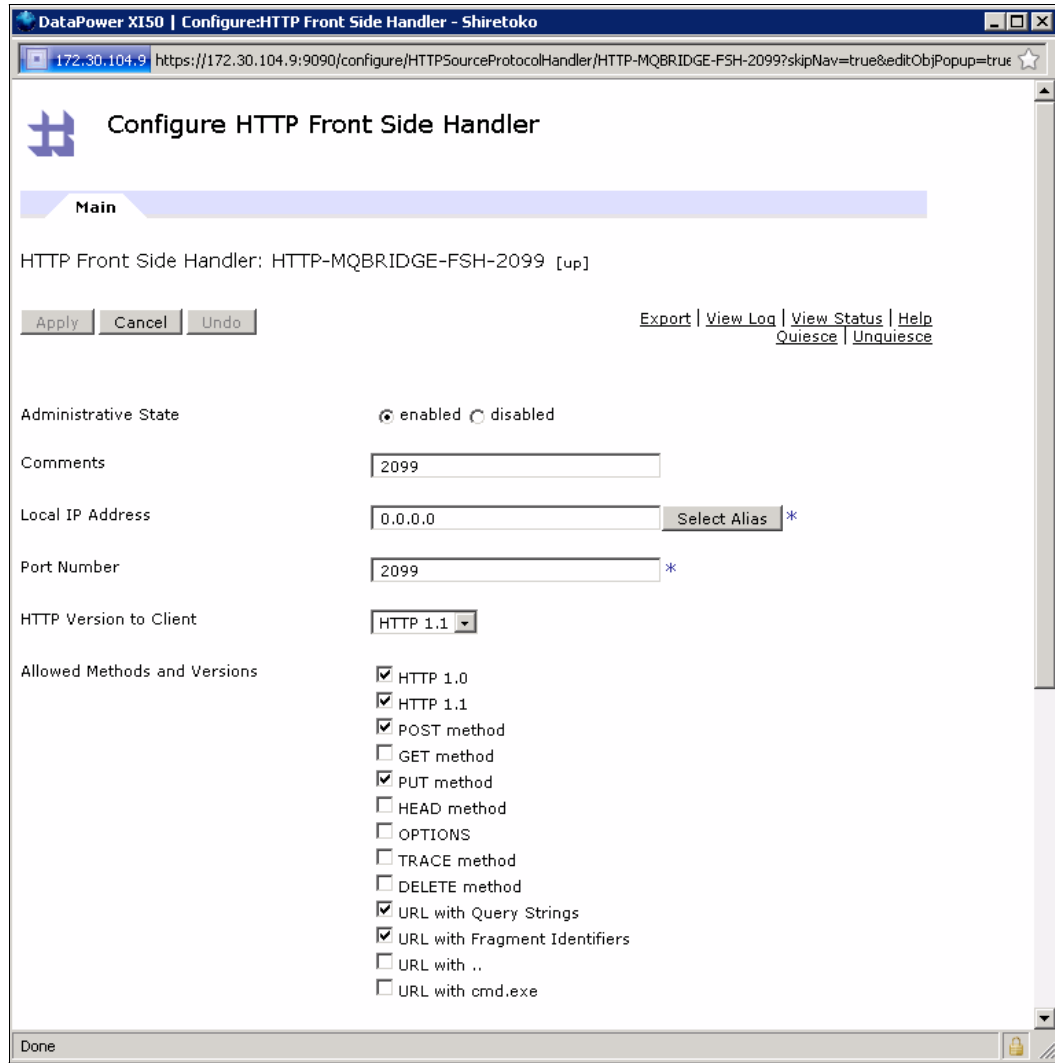 DataPower XI50 | Configure:HTTP Front Side Handler - Shiretoko
172.30.104.9 https://172.30.104.9:9090/configure/HTTPSourceProtocolHandler/HTTP-MQBRIDGE-FSH-2099?skipNav=true&editObjPopup=true
Configure HTTP Front Side Handler
Main
HTTP Front Side Handler: HTTP-MQBRIDGE-FSH-2099 [up]
Apply Cancel Undo Export | View Log | View Status | Help
Quiesce | Unquiesce
Administrative State enabled disabled
Comments 2099
Local IP Address 0.0.0.0 Select Alias *
Port Number 2099 *
HTTP Version to Client HTTP 1.1
Allowed Methods and Versions HTTP 1.0
HTTP 1.1
POST method
GET method
PUT method
HEAD method
OPTIONS
TRACE method
DELETE method
URL with Query Strings
URL with Fragment Identifiers
URL with ..
URL with cmd.exe
Done